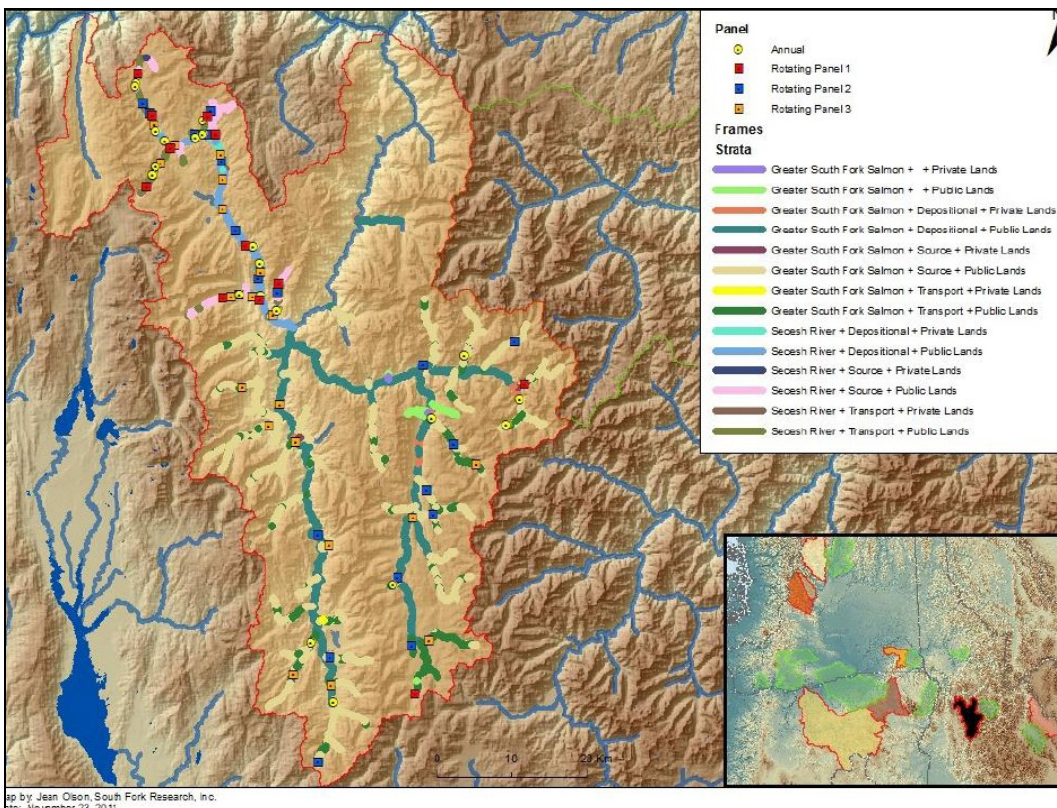 N
Panel
Annual
Rotating Panel 1
Rotating Panel 2
Rotating Panel 3
Frames
Strata
Greater South Fork Salmon + + Private Lands
Greater South Fork Salmon + + Public Lands
Greater South Fork Salmon + Depositional + Private Lands
Greater South Fork Salmon + Depositional + Public Lands
Greater South Fork Salmon + Source + Private Lands
Greater South Fork Salmon + Source + Public Lands
Greater South Fork Salmon + Transport + Private Lands
Greater South Fork Salmon + Transport + Public Lands
Secesh River + Depositional + Private Lands
Secesh River + Depositional + Public Lands
Secesh River + Source + Private Lands
Secesh River + Source + Public Lands
Secesh River + Transport + Private Lands
Secesh River + Transport + Public Lands
0 10 20 Km
ap by: Jean Olson, South Fork Research, Inc.
ate: November 23, 2011